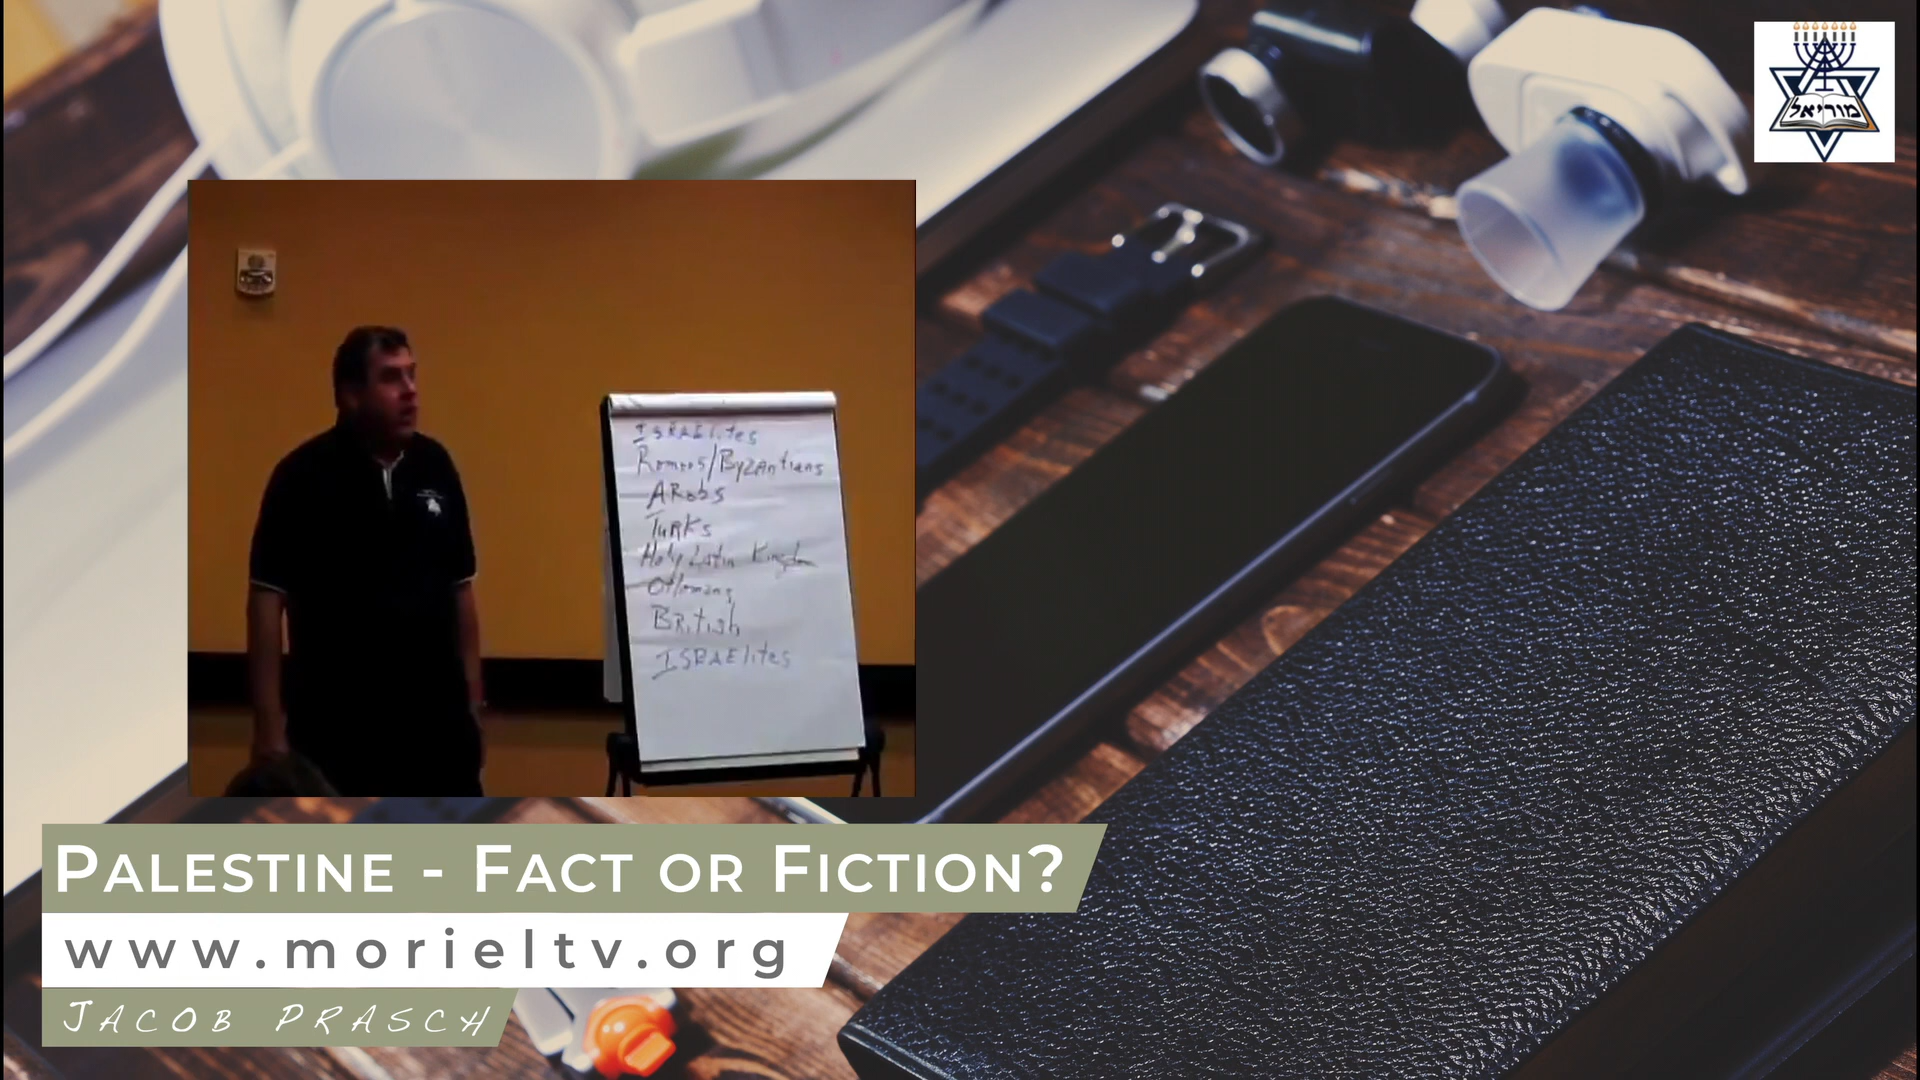 מוריאל
ISRAElites
Romans/Byzantians
ARabs
TurKs
Holy Latin Kingdom
Ottomans
BRitish
ISRAElites
Palestine - Fact or Fiction?
www.morieltv.org
Jacob Prasch